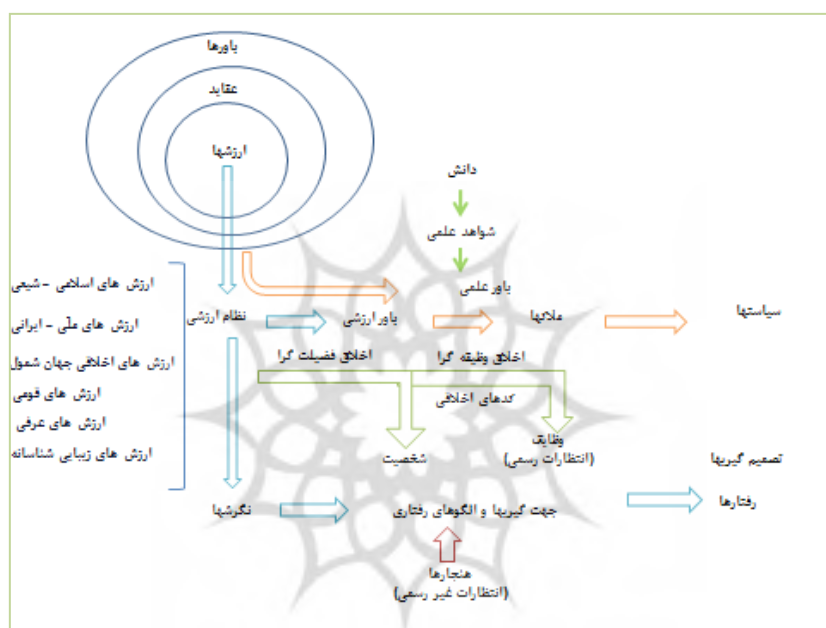 باورها
عقاید
ارزشها
دانش
شواهد علمی
باور علمی
ارزش های اسلامی - شیعی
ارزش های ملی - ایرانی
ارزش های اخلاقی جهان شمول
ارزش های قومی
ارزش های عرفی
ارزش های زیبایی شناسانه
نظام ارزشی
باور ارزشی
ملاکها
سیاستها
اخلاق فضیلت گرا
اخلاق وظیفه گرا
کدهای اخلاقی
شخصیت
وظایف
(انتظارات رسمی)
تصمیم گیریها
رفتارها
نگرشها
جهت گیریها و الگوهای رفتاری
هنجارها
(انتظارات غیر رسمی)